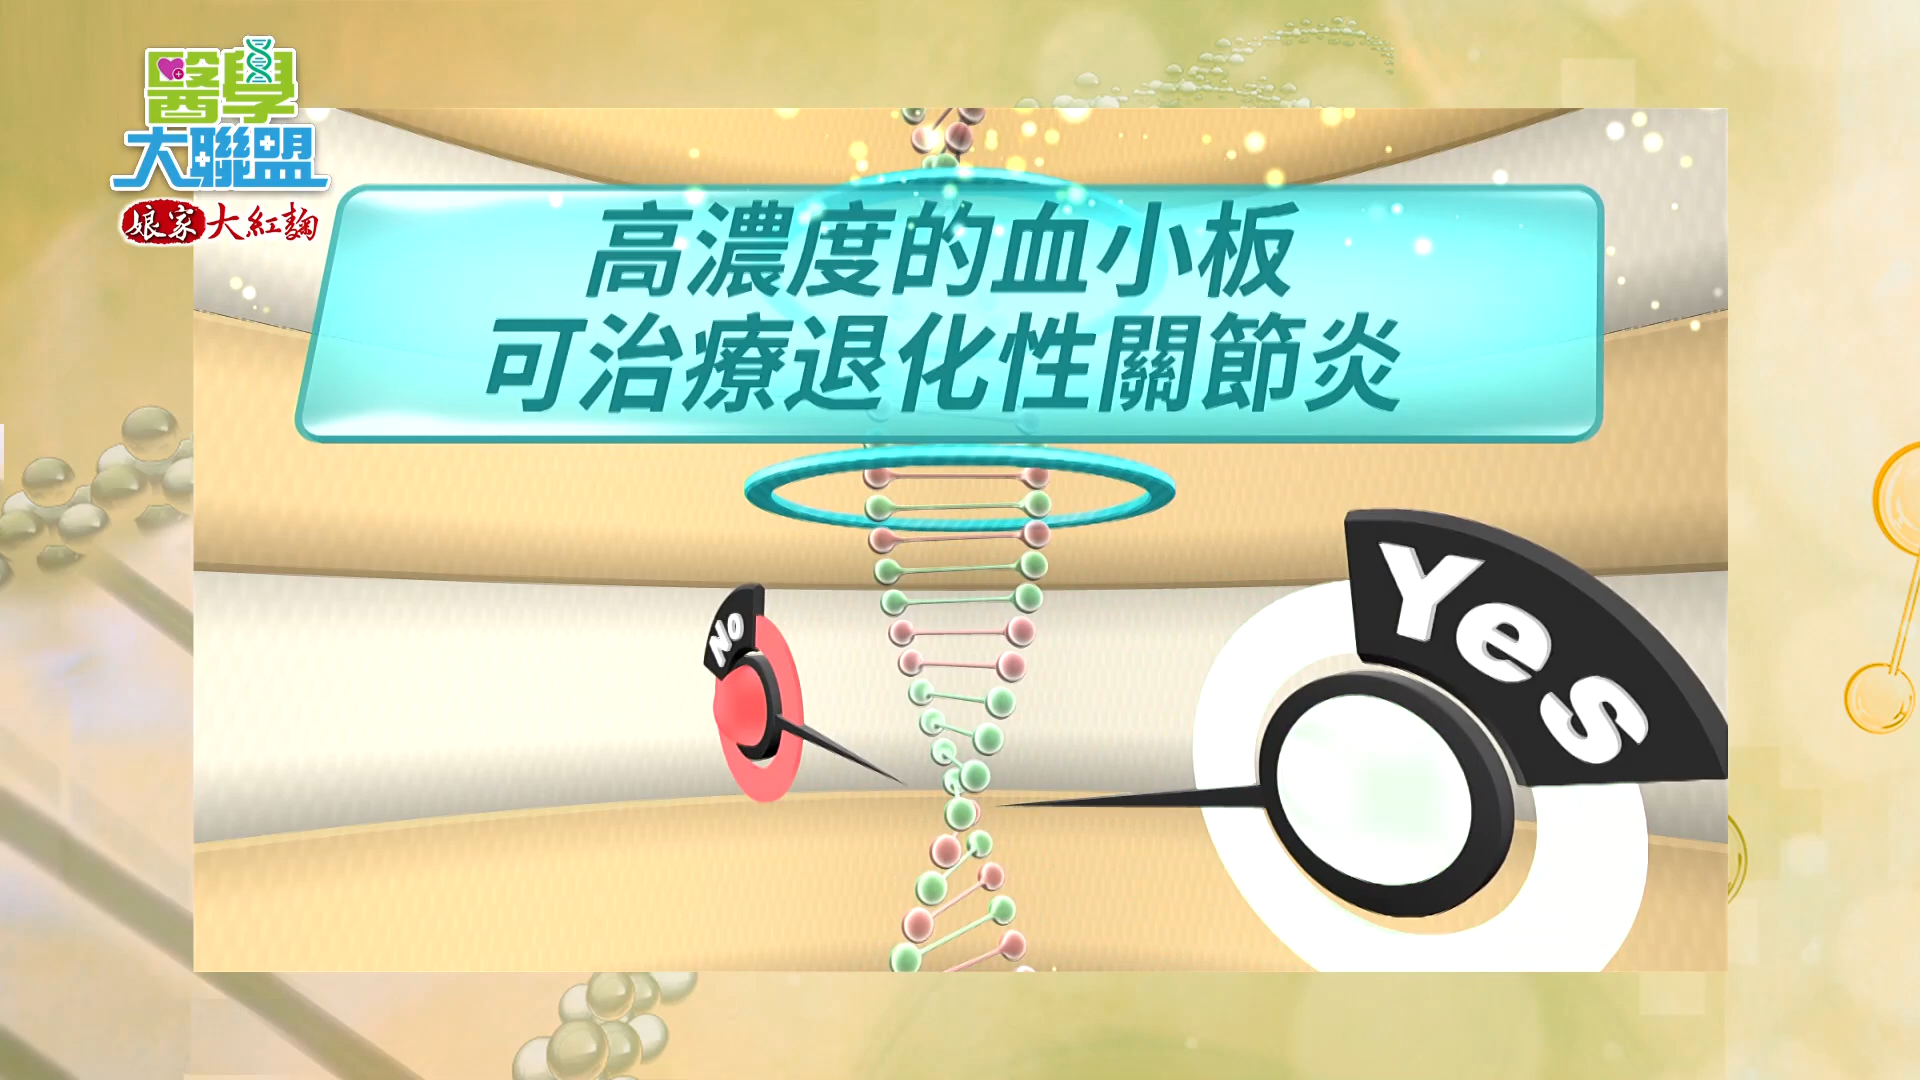 醫學
大聯盟
娘家大紅麴
高濃度的血小板
可治療退化性關節炎
No
Yes